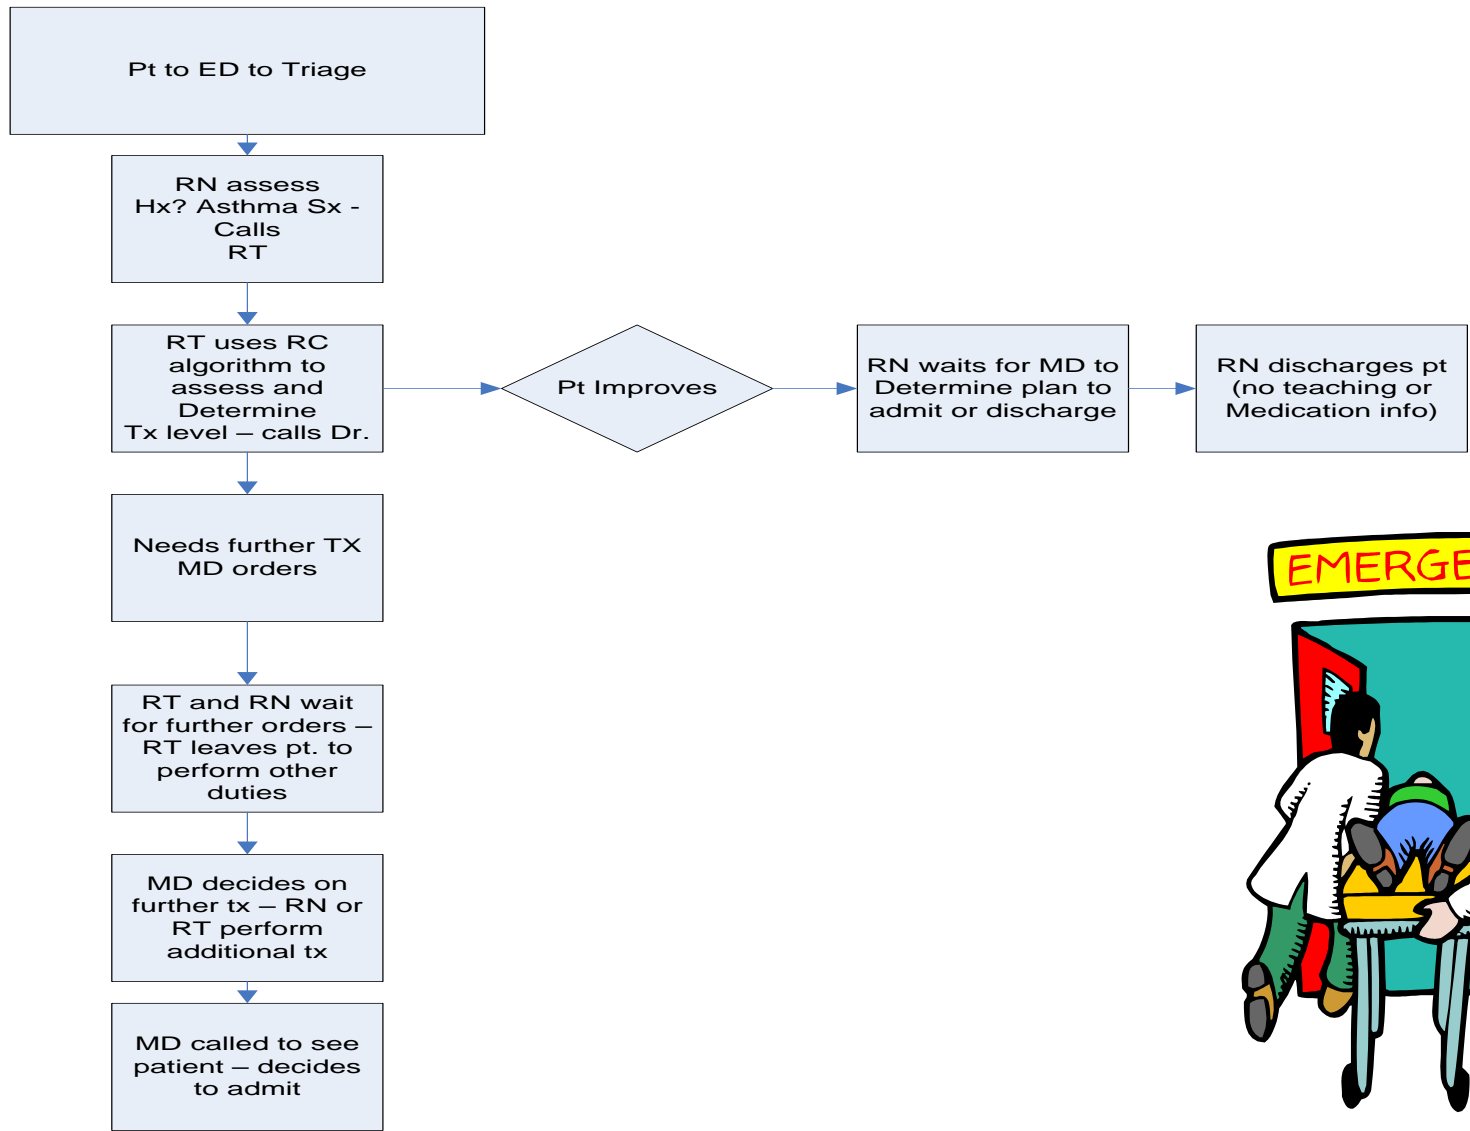 Pt to ED to Triage
RN assess
Hx? Asthma Sx -
Calls
RT
RT uses RC
algorithm to
assess and
Determine
Tx level – calls Dr.
Pt Improves
RN waits for MD to
Determine plan to
admit or discharge
RN discharges pt
(no teaching or
Medication info)
Needs further TX
MD orders
EMERGE
RT and RN wait
for further orders –
RT leaves pt. to
perform other
duties
MD decides on
further tx – RN or
RT perform
additional tx
MD called to see
patient – decides
to admit